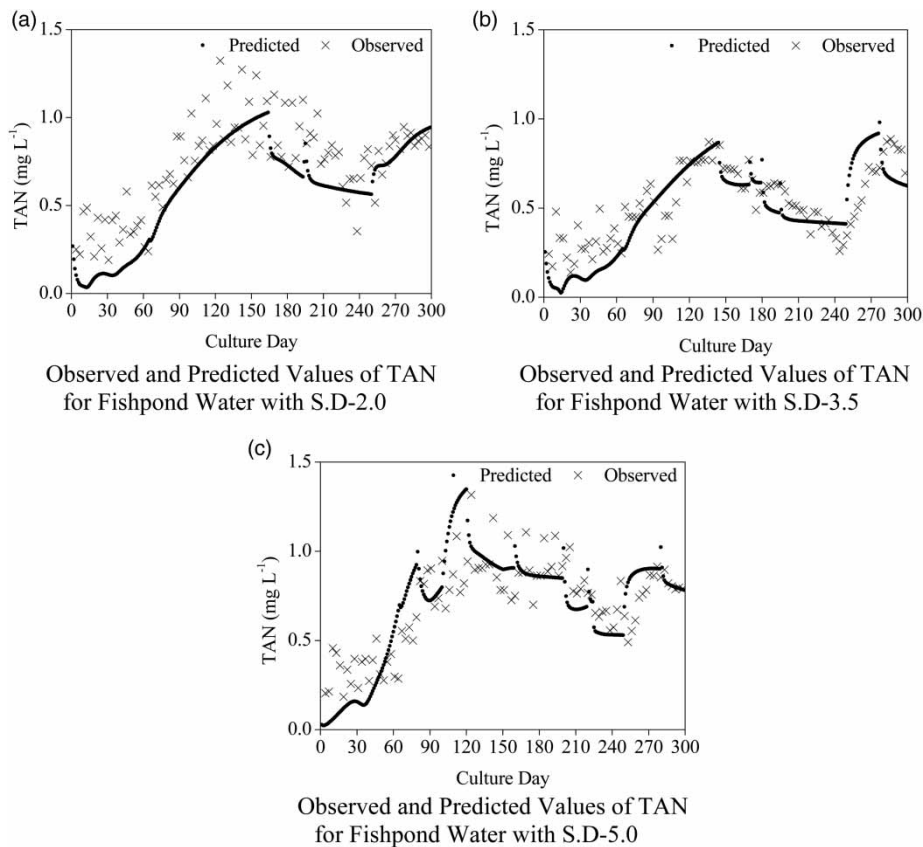 (a)
1.5
• Predicted × Observed
1.0
TAN (mg L⁻¹)
0.5
0.0
0 30 60 90 120 150 180 210 240 270 300
Culture Day
Observed and Predicted Values of TAN
for Fishpond Water with S.D-2.0
(b)
1.5
• Predicted × Observed
1.0
TAN (mg L⁻¹)
0.5
0.0
0 30 60 90 120 150 180 210 240 270 300
Culture Day
Observed and Predicted Values of TAN
for Fishpond Water with S.D-3.5
(c)
1.5
• Predicted × Observed
1.0
TAN (mg L⁻¹)
0.5
0.0
0 30 60 90 120 150 180 210 240 270 300
Culture Day
Observed and Predicted Values of TAN
for Fishpond Water with S.D-5.0